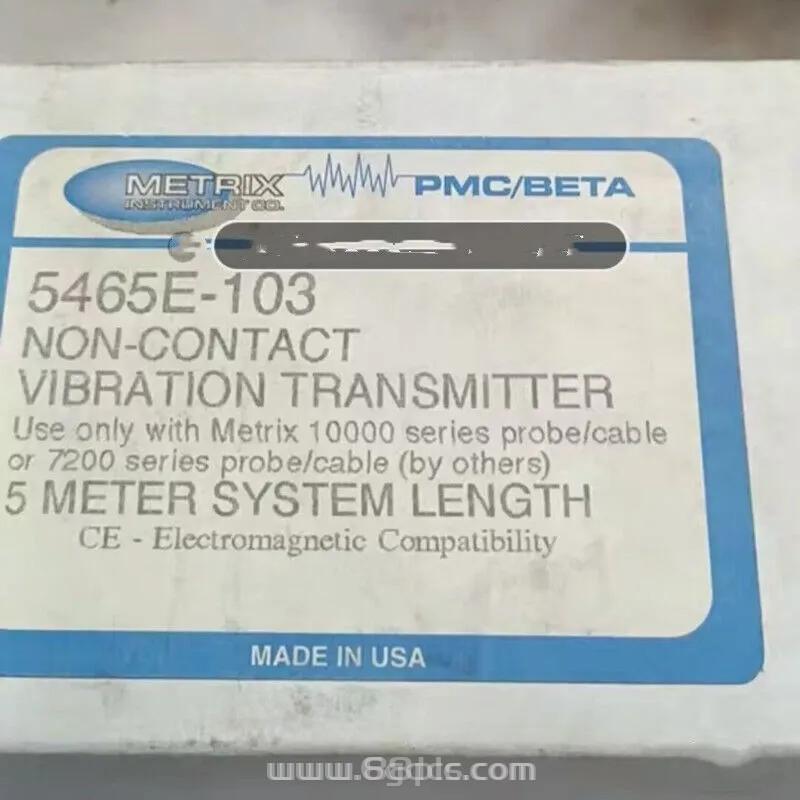 METRIX
INSTRUMENT CO.
PMC/BETA
5465E-103
NON-CONTACT
VIBRATION TRANSMITTER
Use only with Metrix 10000 series probe/cable
or 7200 series probe/cable (by others)
5 METER SYSTEM LENGTH
CE - Electromagnetic Compatibility
MADE IN USA